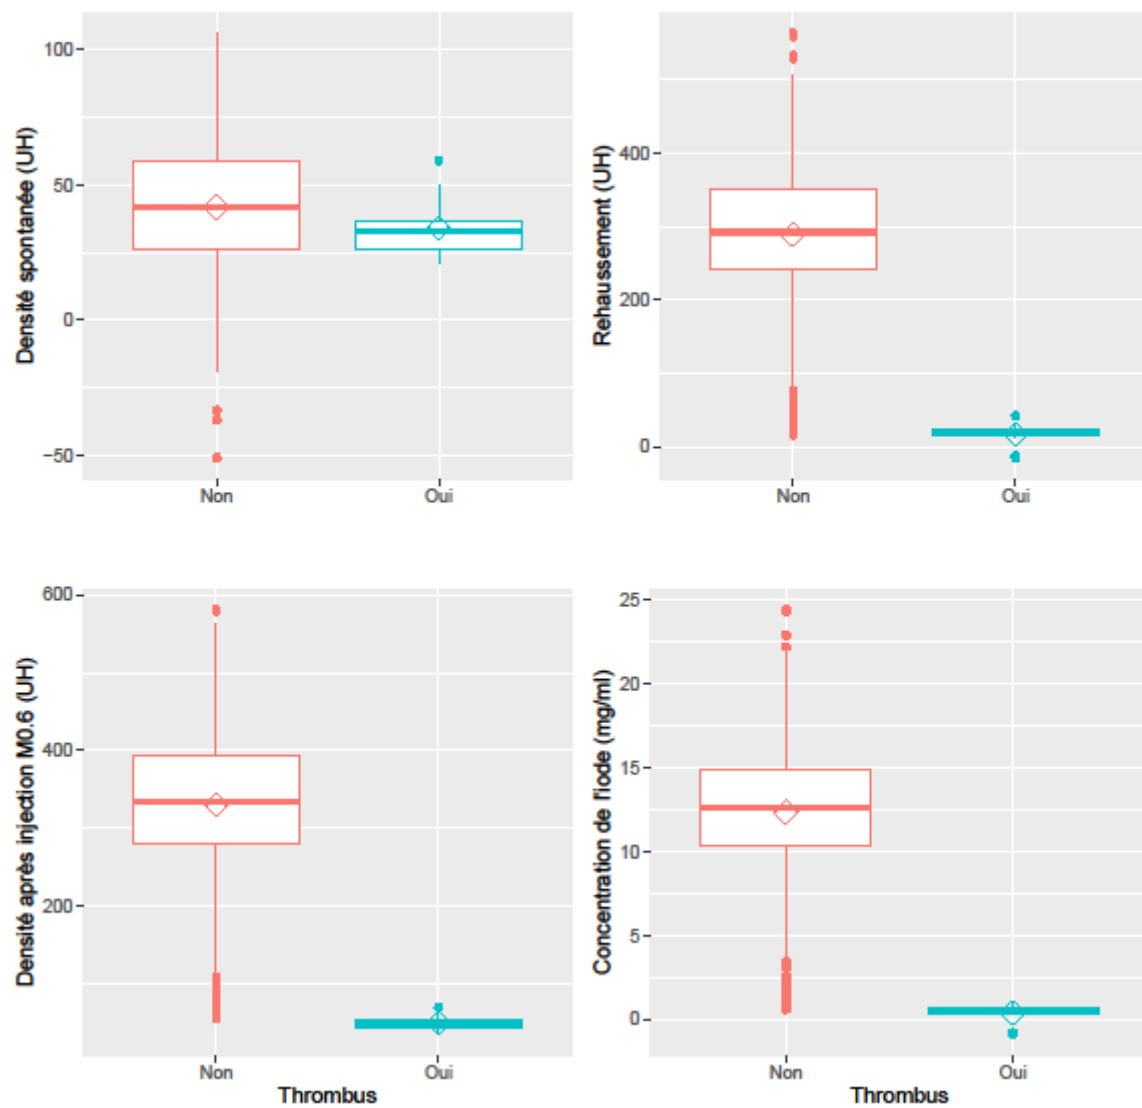 Densité spontanée (UH)
100
50
0
−50
Non
Oui
Rehaussement (UH)
400
200
0
Non
Oui
Densité après injection M0.6 (UH)
600
400
200
Non
Oui
Thrombus
Concentration de l'iode (mg/ml)
25
20
15
10
5
0
Non
Oui
Thrombus